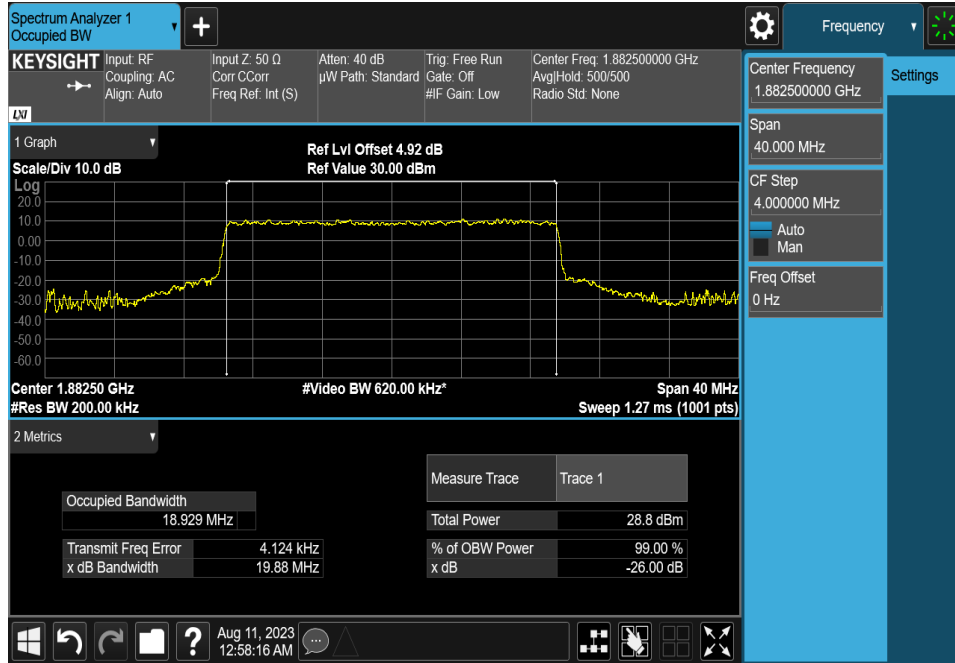 Spectrum Analyzer 1
Occupied BW
+
Frequency
KEYSIGHT
LXI
Input: RF
Coupling: AC
Align: Auto
Input Z: 50 Ω
Corr CCorr
Freq Ref: Int (S)
Atten: 40 dB
µW Path: Standard
Trig: Free Run
Gate: Off
#IF Gain: Low
Center Freq: 1.882500000 GHz
Avg|Hold: 500/500
Radio Std: None
Center Frequency
1.882500000 GHz
Settings
Span
40.000 MHz
CF Step
4.000000 MHz
Auto
Man
Freq Offset
0 Hz
1 Graph
Scale/Div 10.0 dB
Ref Lvl Offset 4.92 dB
Ref Value 30.00 dBm
Log
20.0
10.0
0.00
-10.0
-20.0
-30.0
-40.0
-50.0
-60.0
Center 1.88250 GHz
#Video BW 620.00 kHz*
Span 40 MHz
#Res BW 200.00 kHz
Sweep 1.27 ms (1001 pts)
2 Metrics
Measure Trace Trace 1
Occupied Bandwidth
18.929 MHz
Total Power 28.8 dBm
Transmit Freq Error 4.124 kHz
% of OBW Power 99.00 %
x dB Bandwidth 19.88 MHz
x dB -26.00 dB
?
Aug 11, 2023
12:58:16 AM